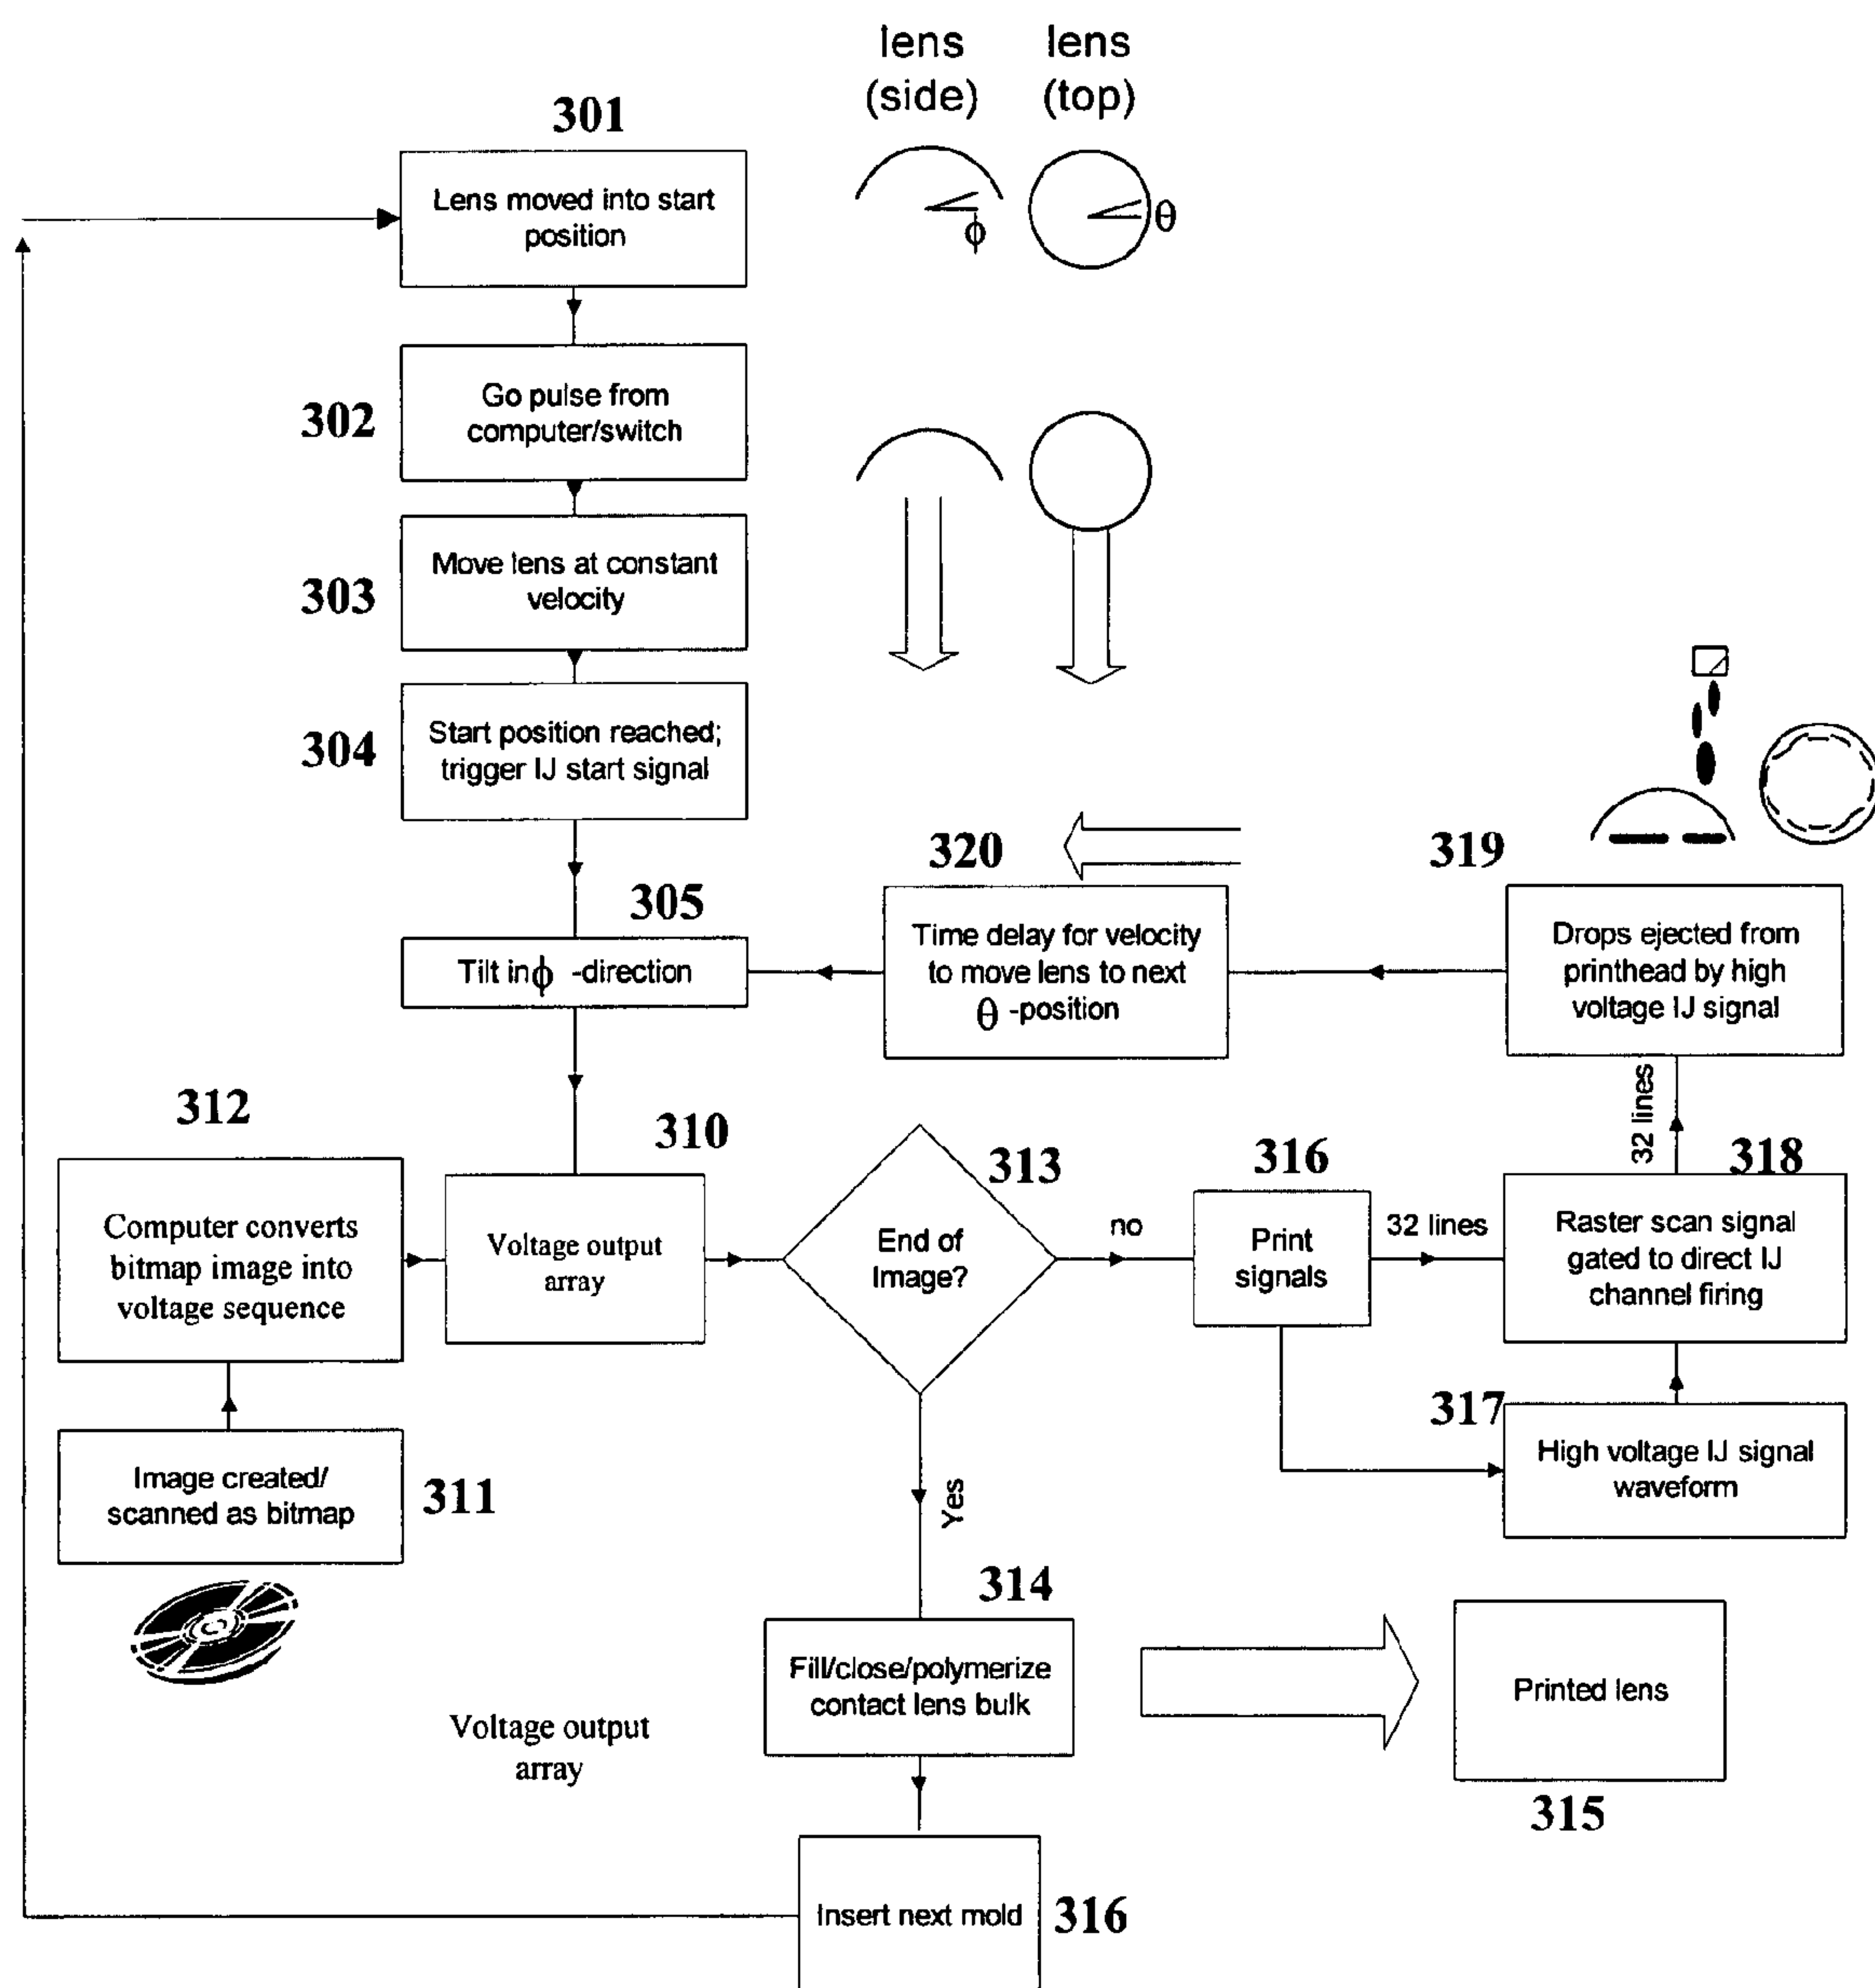 lens
(side)
lens
(top)
301
Lens moved into start
position
ϕ
θ
302
Go pulse from
computer/switch
303
Move lens at constant
velocity
304
Start position reached;
trigger IJ start signal
305
Tilt in ϕ -direction
320
Time delay for velocity
to move lens to next
θ -position
319
Drops ejected from
printhead by high
voltage IJ signal
32 lines
312
Computer converts
bitmap image into
voltage sequence
310
Voltage output
array
313
End of
Image?
no
316
Print
signals
32 lines
318
Raster scan signal
gated to direct IJ
channel firing
317
High voltage IJ signal
waveform
311
Image created/
scanned as bitmap
Yes
314
Fill/close/polymerize
contact lens bulk
Printed lens
315
Voltage output
array
Insert next mold
316